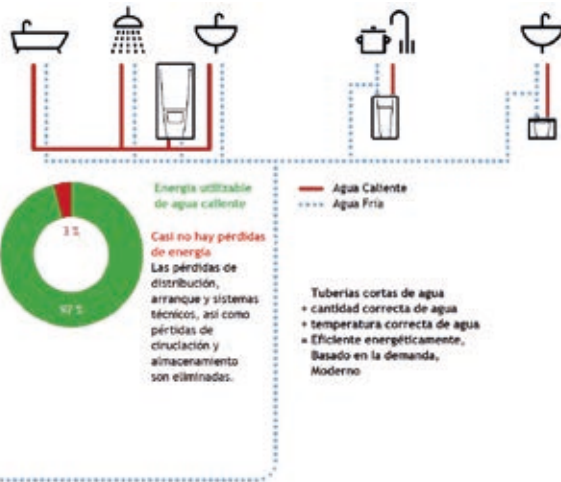 Energía utilizable
de agua caliente
Agua Caliente
Agua Fría
3 %
97 %
Casi no hay pérdidas
de energía
Las pérdidas de
distribución,
arranque y sistemas
técnicos, así como
pérdidas de
ciruclación y
almacenamiento
son eliminadas.
Tuberías cortas de agua
+ cantidad correcta de agua
+ temperatura correcta de agua
= Eficiente energéticamente,
Basado en la demanda,
Moderno